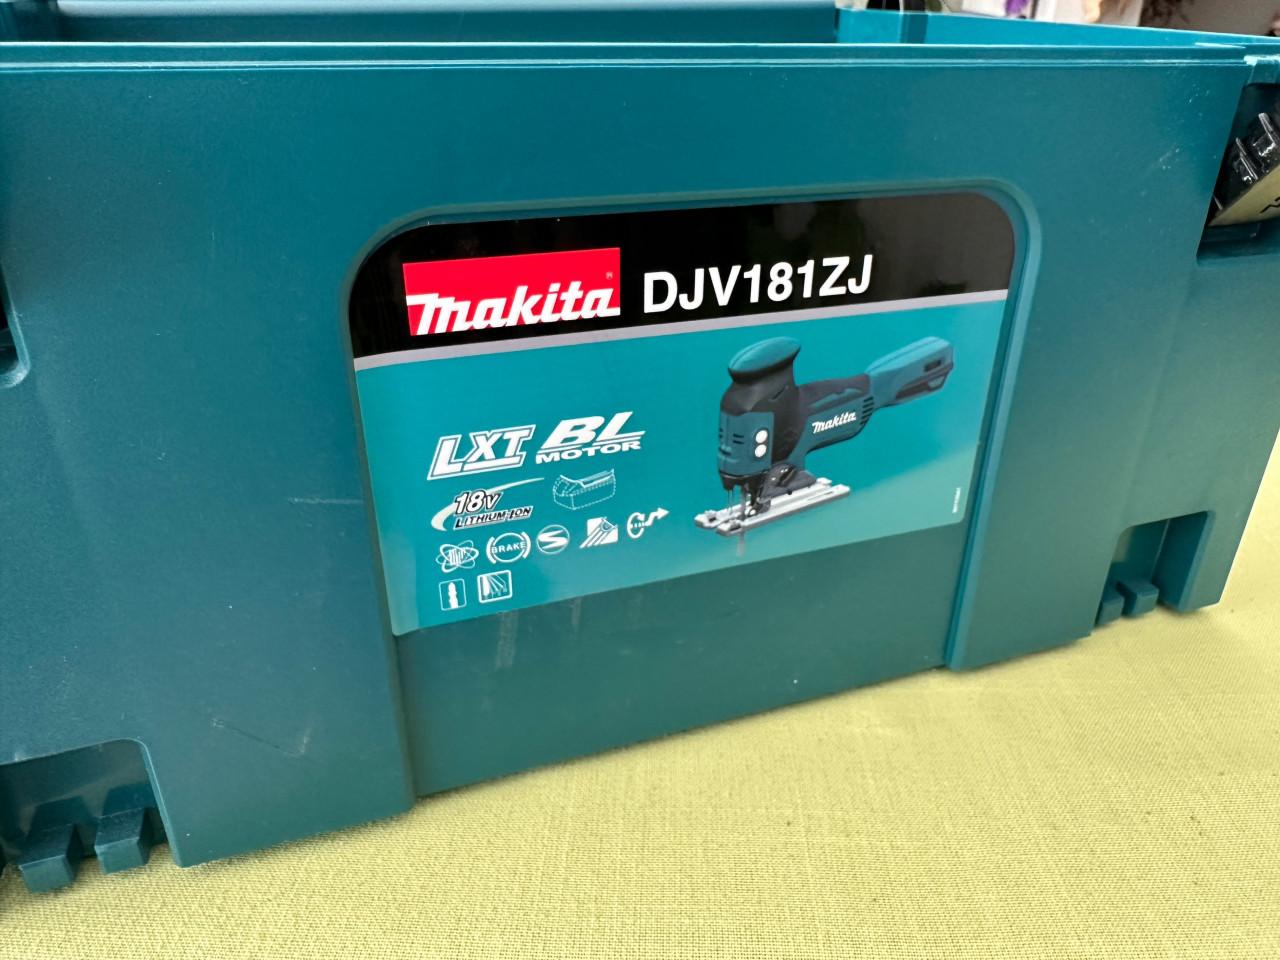 makita
DJV181ZJ
makita
LXT BL
MOTOR
18V
LITHIUM-ION
BRAKE
S